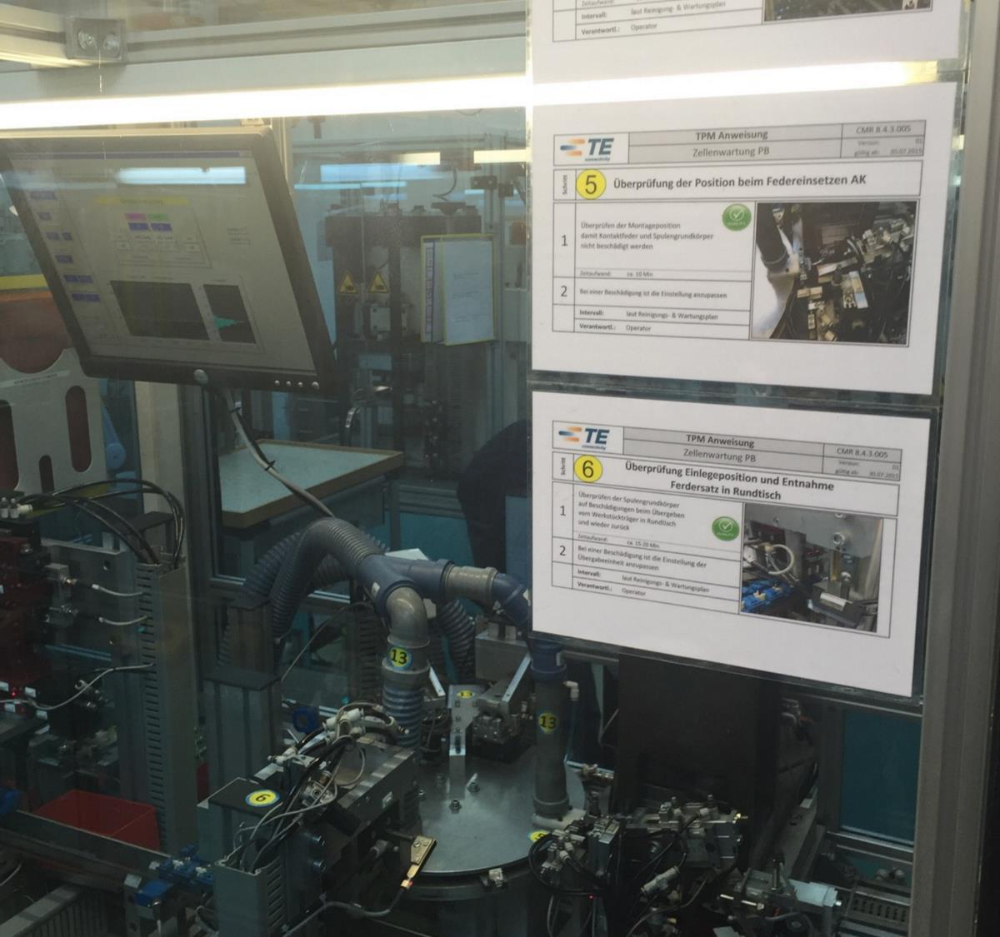 Zeitaufwand:
Intervall: laut Reinigung- & Wartungsplan
Verantwortl.: Operator
TE
connectivity
TPM Anweisung
Zellenwartung PB
CMR 8.4.3.005
Version: 01
gültig ab: 30.07.2015
Schritt
5
Überprüfung der Position beim Federeinsetzen AK
1
Überprüfen der Montageposition
damit Kontaktfeder und Spulengrundkörper
nicht beschädigt werden
QUALITY
Zeitaufwand: ca. 10 Min
2
Bei einer Beschädigung ist die Einstellung anzupassen
Intervall: laut Reinigungs- & Wartungsplan
Verantwortl.: Operator
TE
connectivity
TPM Anweisung
Zellenwartung PB
CMR 8.4.3.005
Version: 01
gültig ab: 30.07.2015
Schritt
6
Überprüfung Einlegeposition und Entnahme
Ferdersatz in Rundtisch
1
Überprüfen der Spulengrundkörper
auf Beschädigungen beim Übergeben
vom Werkstückträger in Rundtisch
und wieder zurück
QUALITY
Zeitaufwand: ca. 15-20 Min
2
Bei einer Beschädigung ist die Einstellung der
Übergabeeinheit anzupassen
Intervall: laut Reinigungs- & Wartungsplan
Verantwortl.: Operator
13
13
6